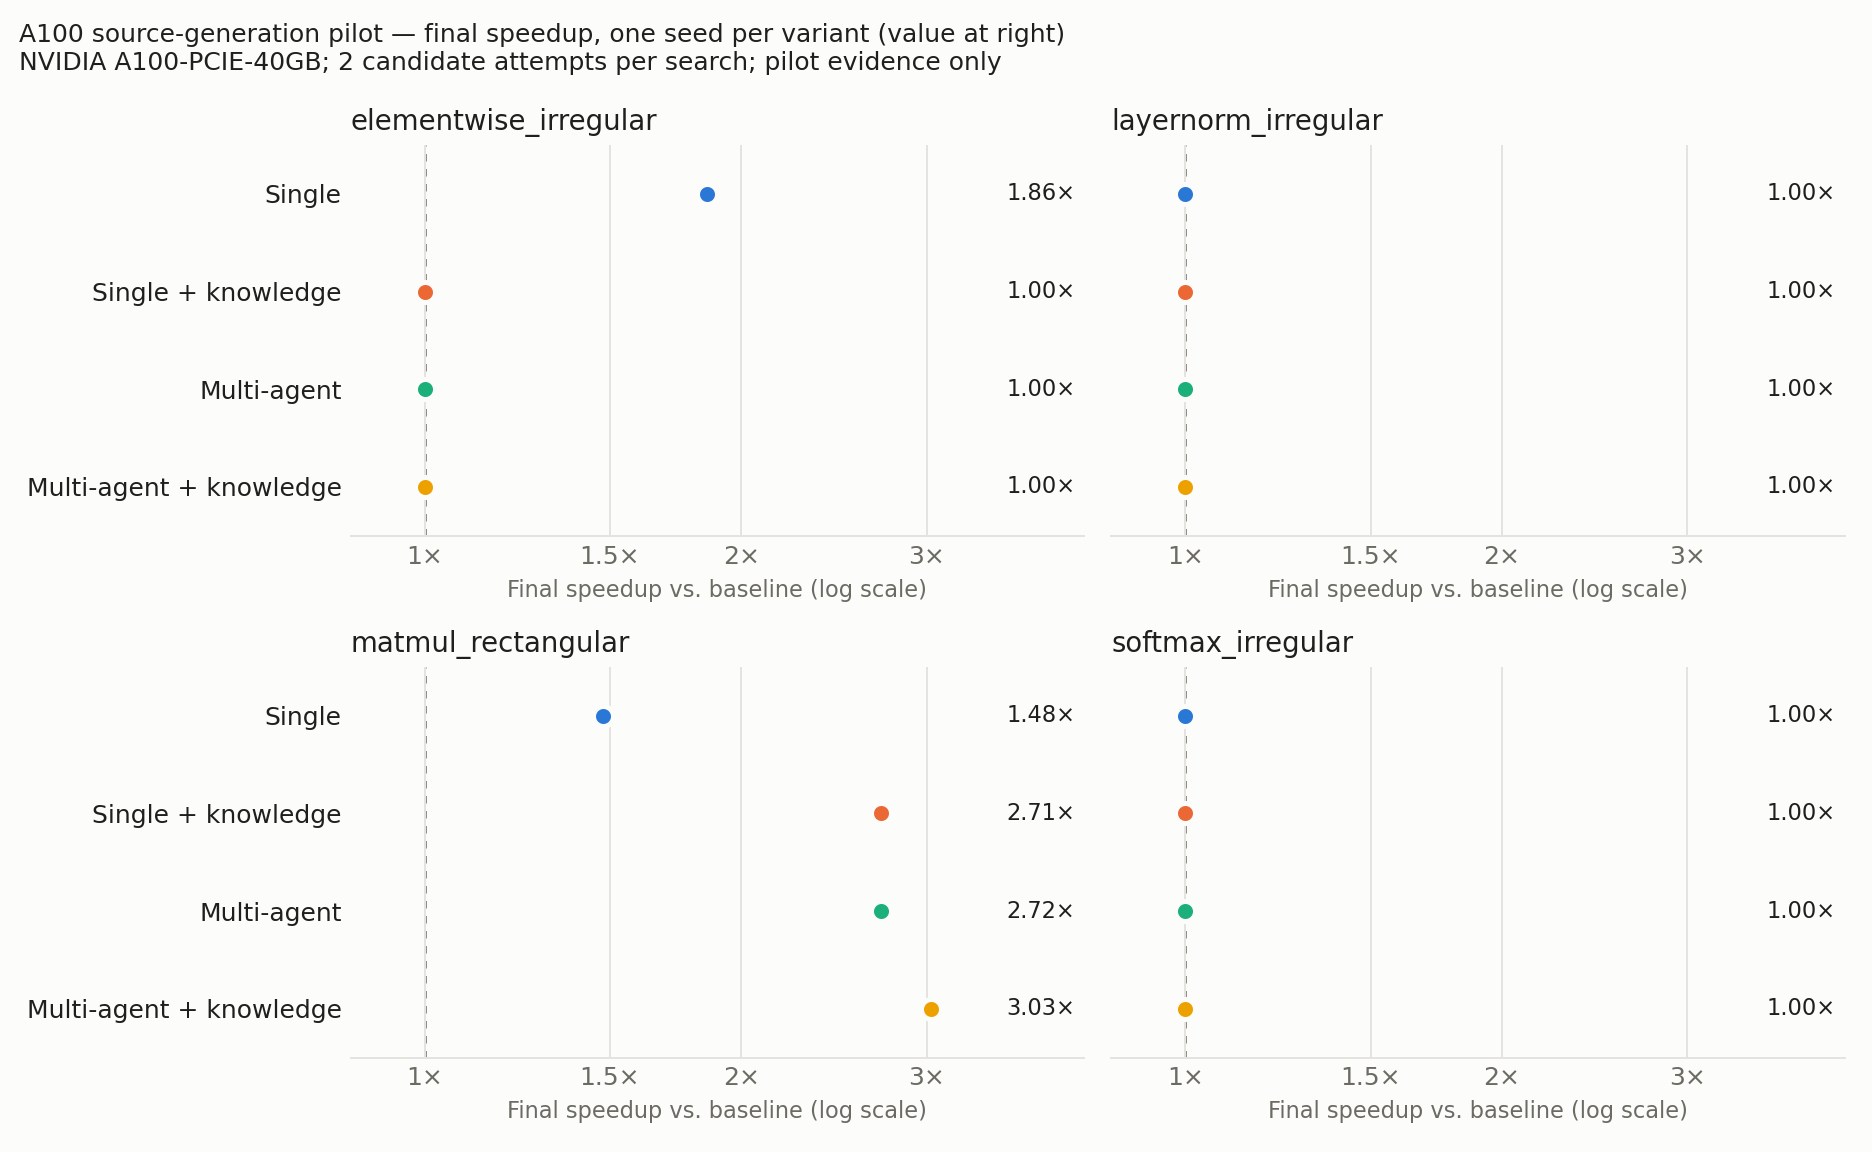 A100 source-generation pilot — final speedup, one seed per variant (value at right)
NVIDIA A100-PCIE-40GB; 2 candidate attempts per search; pilot evidence only
elementwise_irregular
Single
1.86×
Single + knowledge
1.00×
Multi-agent
1.00×
Multi-agent + knowledge
1.00×
1× 1.5× 2× 3×
Final speedup vs. baseline (log scale)
layernorm_irregular
1.00×
1.00×
1.00×
1.00×
1× 1.5× 2× 3×
Final speedup vs. baseline (log scale)
matmul_rectangular
Single
1.48×
Single + knowledge
2.71×
Multi-agent
2.72×
Multi-agent + knowledge
3.03×
1× 1.5× 2× 3×
Final speedup vs. baseline (log scale)
softmax_irregular
1.00×
1.00×
1.00×
1.00×
1× 1.5× 2× 3×
Final speedup vs. baseline (log scale)